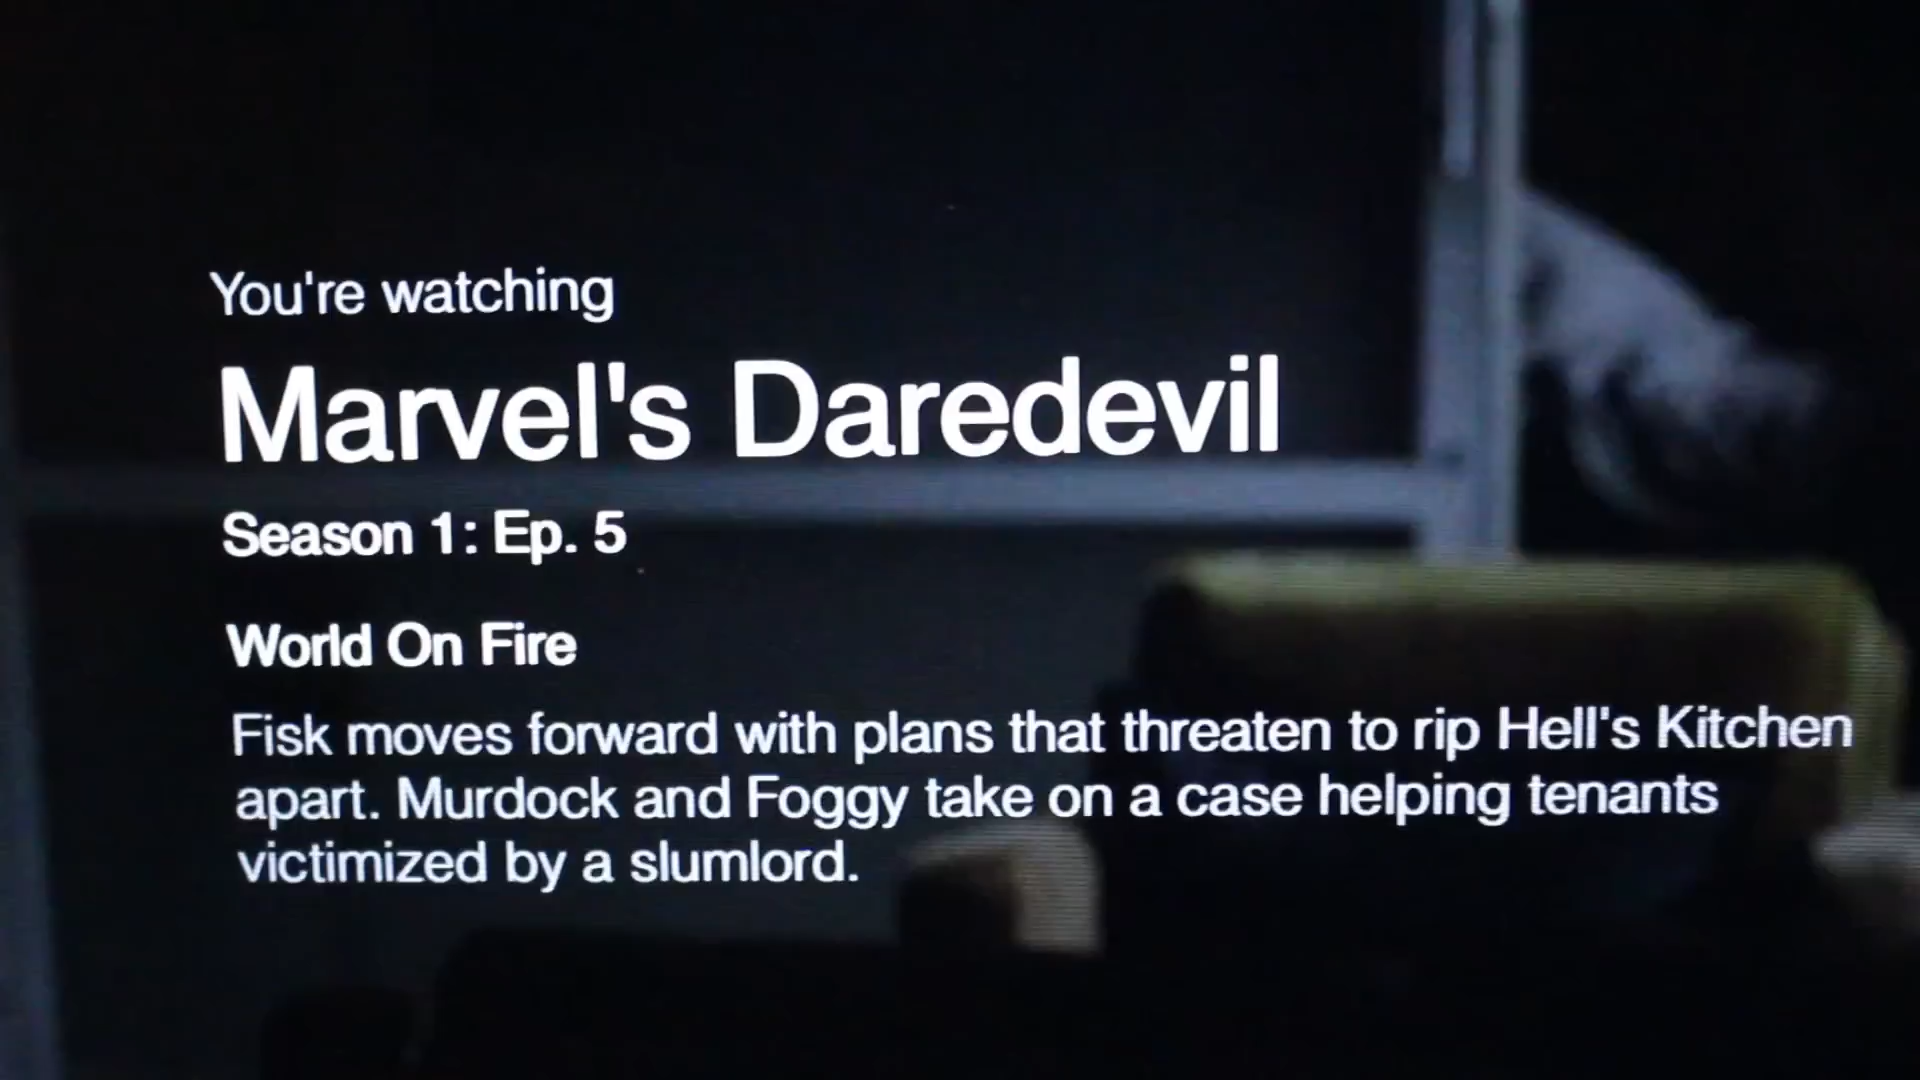 You're watching
Marvel's Daredevil
Season 1: Ep. 5
World On Fire
Fisk moves forward with plans that threaten to rip Hell's Kitchen
apart. Murdock and Foggy take on a case helping tenants
victimized by a slumlord.